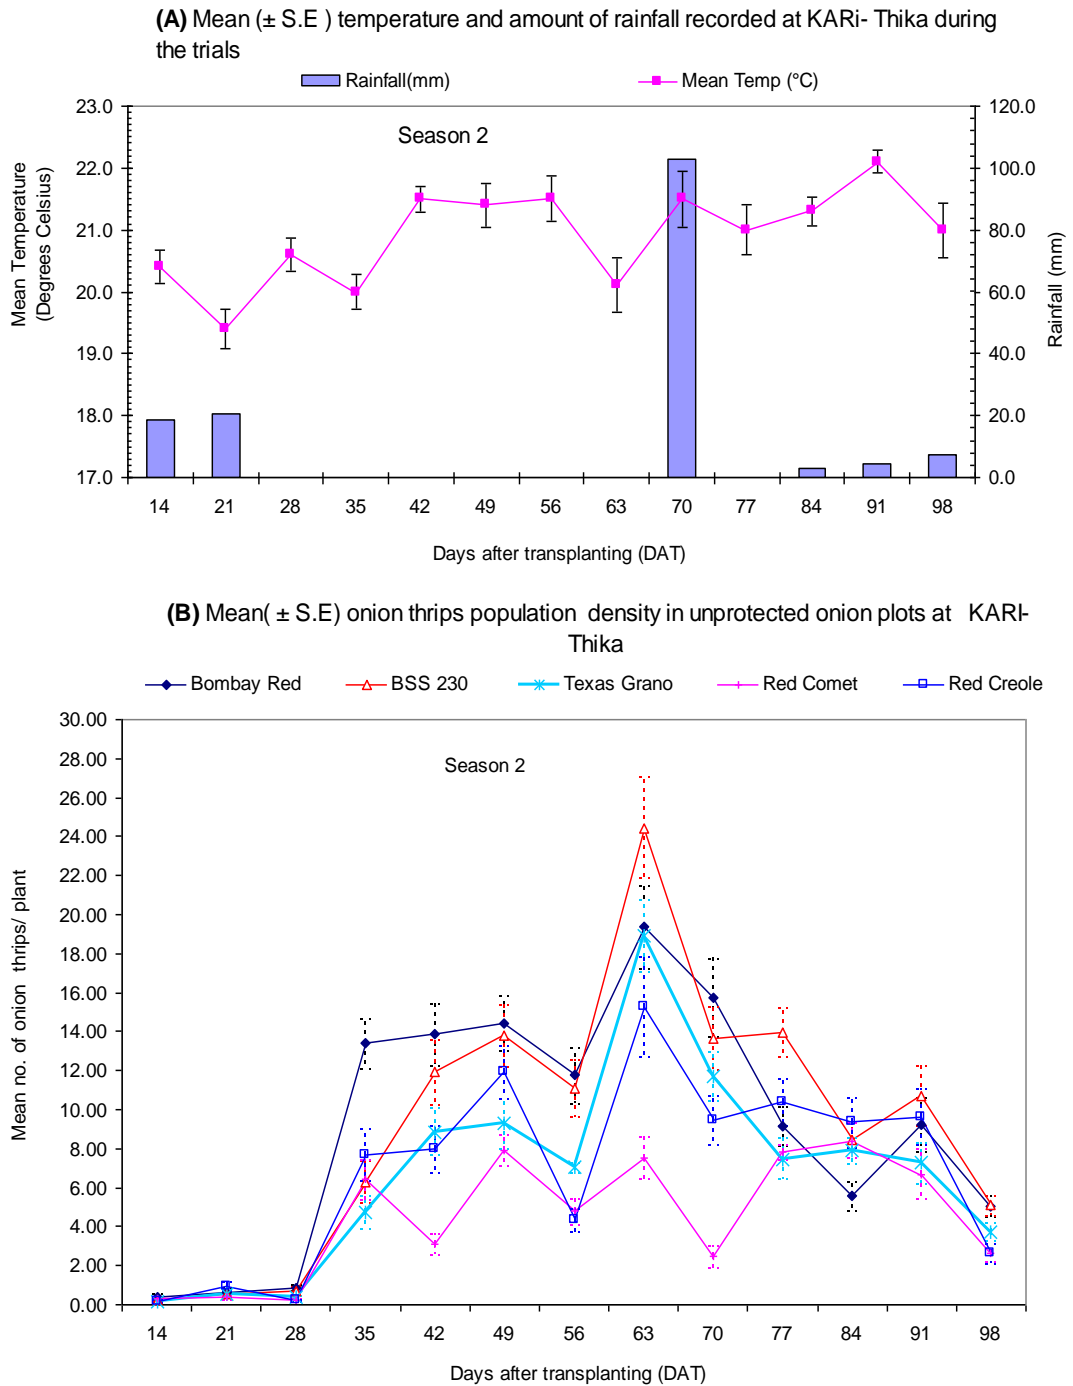 (A) Mean (± S.E ) temperature and amount of rainfall recorded at KARi- Thika during
the trials
Rainfall(mm) Mean Temp (°C)
Season 2
Mean Temperature
(Degrees Celsius)
23.0
22.0
21.0
20.0
19.0
18.0
17.0
120.0
100.0
80.0
60.0
40.0
20.0
0.0
Rainfall (mm)
14 21 28 35 42 49 56 63 70 77 84 91 98
Days after transplanting (DAT)
(B) Mean( ± S.E) onion thrips population density in unprotected onion plots at KARI-
Thika
Bombay Red BSS 230 Texas Grano Red Comet Red Creole
Season 2
Mean no. of onion thrips/ plant
30.00
28.00
26.00
24.00
22.00
20.00
18.00
16.00
14.00
12.00
10.00
8.00
6.00
4.00
2.00
0.00
14 21 28 35 42 49 56 63 70 77 84 91 98
Days after transplanting (DAT)